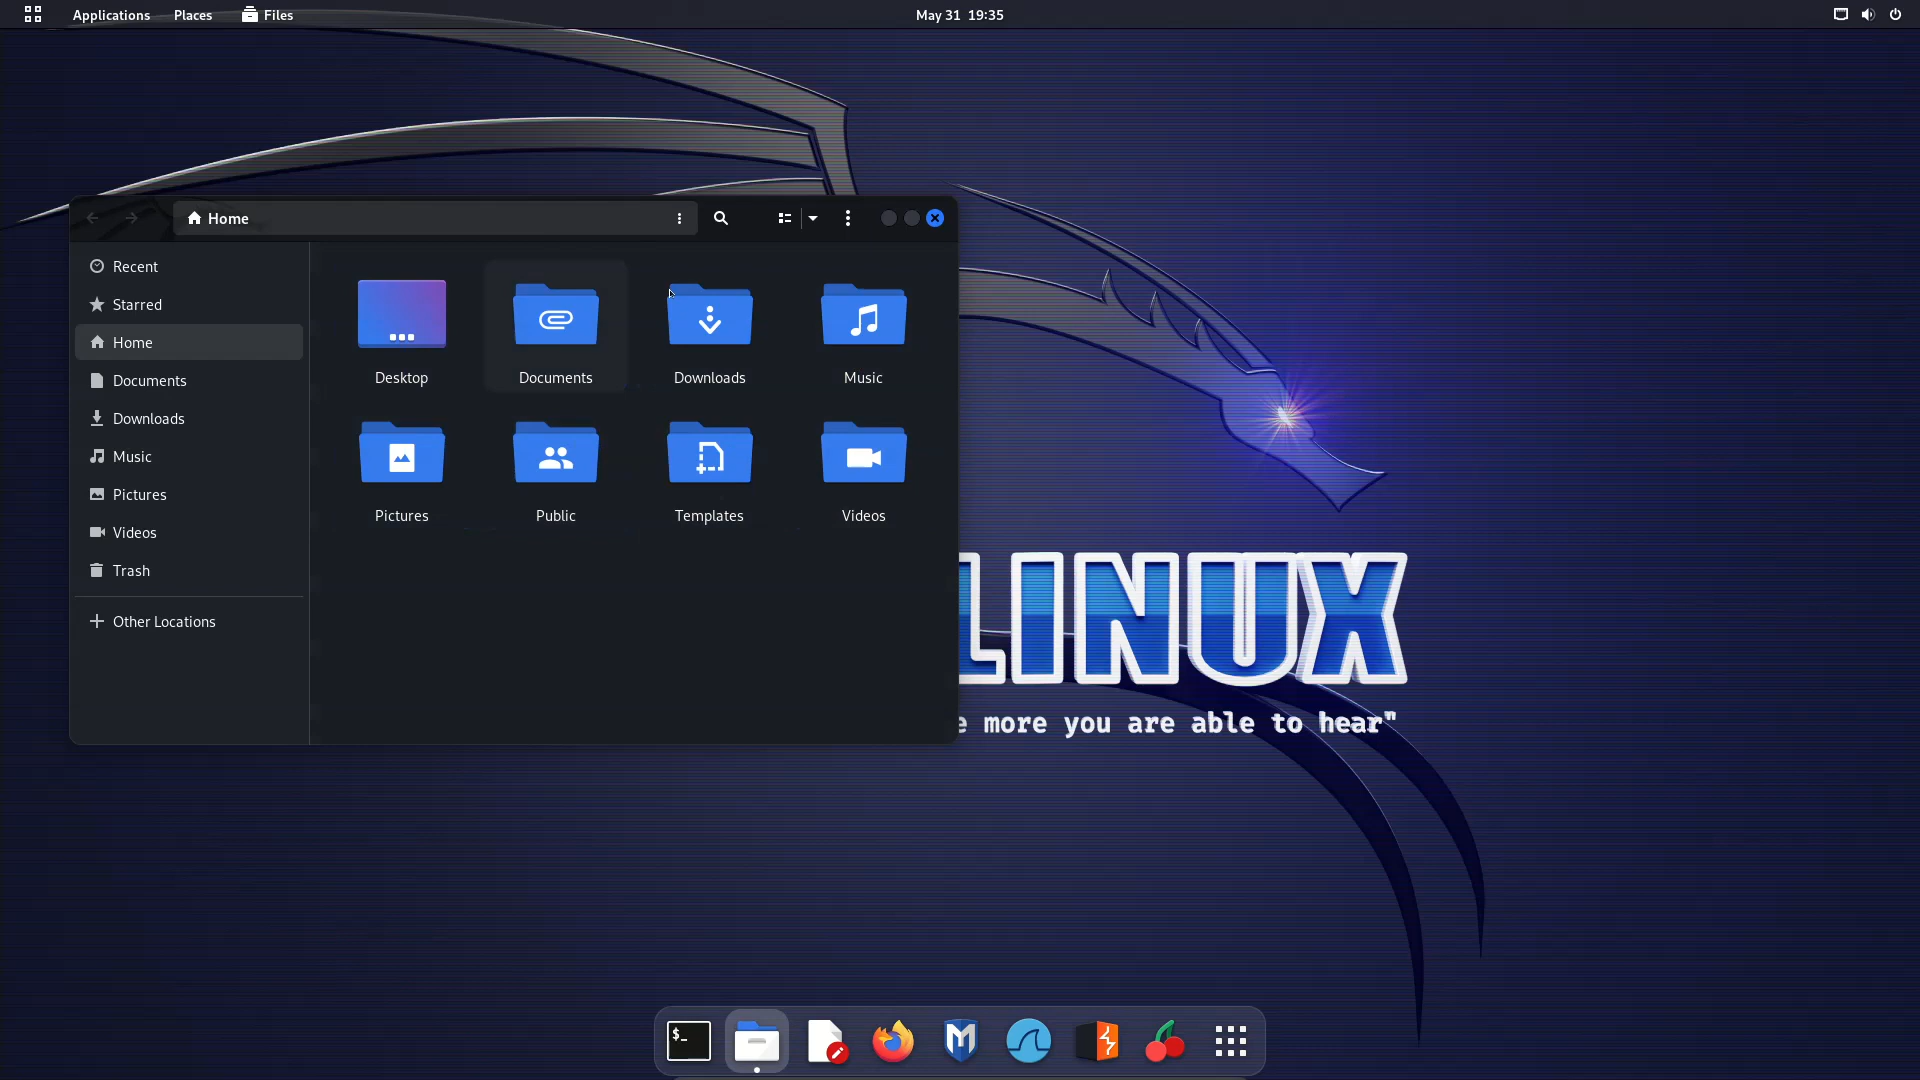 Applications Places Files May 31 19:35
Home
Recent
Starred
Home
Documents
Downloads
Music
Pictures
Videos
Trash
Other Locations
Desktop Documents Downloads Music
Pictures Public Templates Videos
LINUX
more you are able to hear"
$_